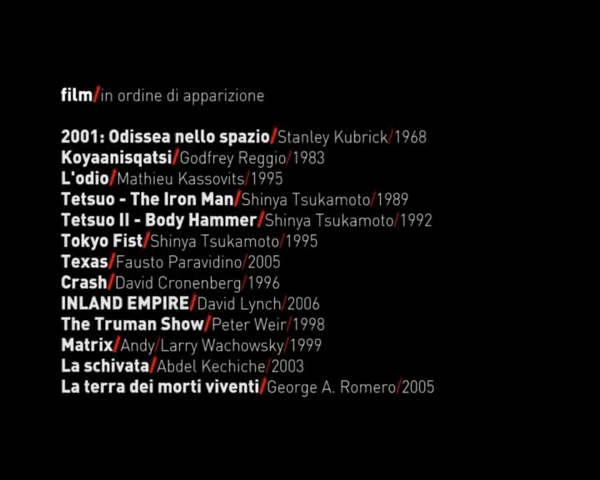 film/in ordine di apparizione
2001: Odissea nello spazio/Stanley Kubrick/1968
Koyaanisqatsi/Godfrey Reggio/1983
L'odio/Mathieu Kassovits/1995
Tetsuo - The Iron Man/Shinya Tsukamoto/1989
Tetsuo II - Body Hammer/Shinya Tsukamoto/1992
Tokyo Fist/Shinya Tsukamoto/1995
Texas/Fausto Paravidino/2005
Crash/David Cronenberg/1996
INLAND EMPIRE/David Lynch/2006
The Truman Show/Peter Weir/1998
Matrix/Andy/Larry Wachowsky/1999
La schivata/Abdel Kechiche/2003
La terra dei morti viventi/George A. Romero/2005